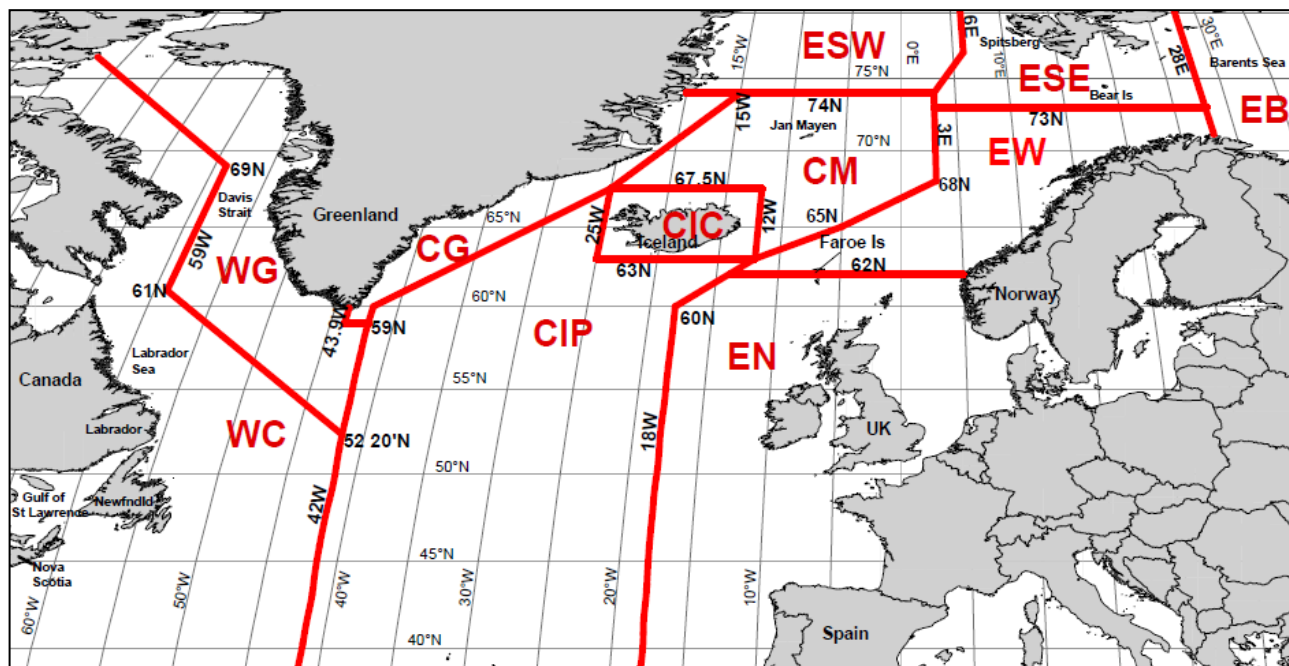 ESW
6E
Spitsberg
30°E
28E
Barents Sea
15°W
0°E
10°E
ESE
75°N
Bear Is
EB
74N
15W
73N
Jan Mayen
3E
EW
70°N
69N
CM
67.5N
68N
Davis
Strait
Greenland
65°N
25W
CIC
12W
65N
59W
WG
CG
Iceland
Faroe Is
63N
62N
61N
60°N
Norway
43.9W
59N
CIP
60N
EN
Labrador
Sea
Canada
55°N
Labrador
WC
52 20'N
18W
UK
50°N
Gulf of
St Lawrence
Newfndld
42W
Nova
Scotia
45°N
60°W
50°W
40°W
30°W
20°W
10°W
40°N
Spain